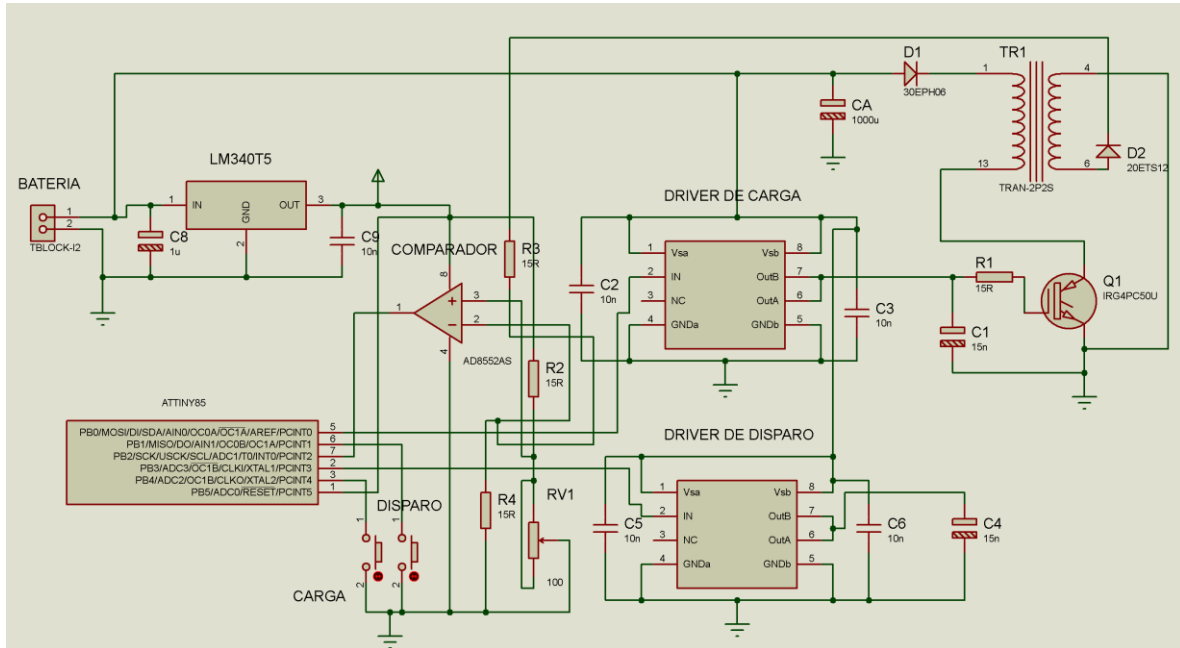 D1
30EPH06
TR1
1
4
13
6
TRAN-2P2S
D2
20ETS12
CA
1000u
LM340T5
1
IN
OUT
3
GND
2
BATERIA
1
2
TBLOCK-I2
C8
1u
C9
10n
COMPARADOR
8
3
2
1
4
AD8552AS
R3
15R
R2
15R
DRIVER DE CARGA
C2
10n
1
Vsa
Vsb
8
2
IN
OutB
7
3
NC
OutA
6
4
GNDa
GNDb
5
C3
10n
R1
15R
C1
15n
Q1
IRG4PC50U
ATTINY85
PB0/MOSI/DI/SDA/AIN0/OC0A/OC1A/AREF/PCINT0
5
PB1/MISO/DO/AIN1/OC0B/OC1A/PCINT1
6
PB2/SCK/USCK/SCL/ADC1/T0/INT0/PCINT2
7
PB3/ADC3/OC1B/CLKI/XTAL1/PCINT3
2
PB4/ADC2/OC1B/CLKO/XTAL2/PCINT4
3
PB5/ADC0/RESET/PCINT5
1
DISPARO
1
1
2
2
CARGA
R4
15R
RV1
100
DRIVER DE DISPARO
C5
10n
1
Vsa
Vsb
8
2
IN
OutB
7
3
NC
OutA
6
4
GNDa
GNDb
5
C6
10n
C4
15n